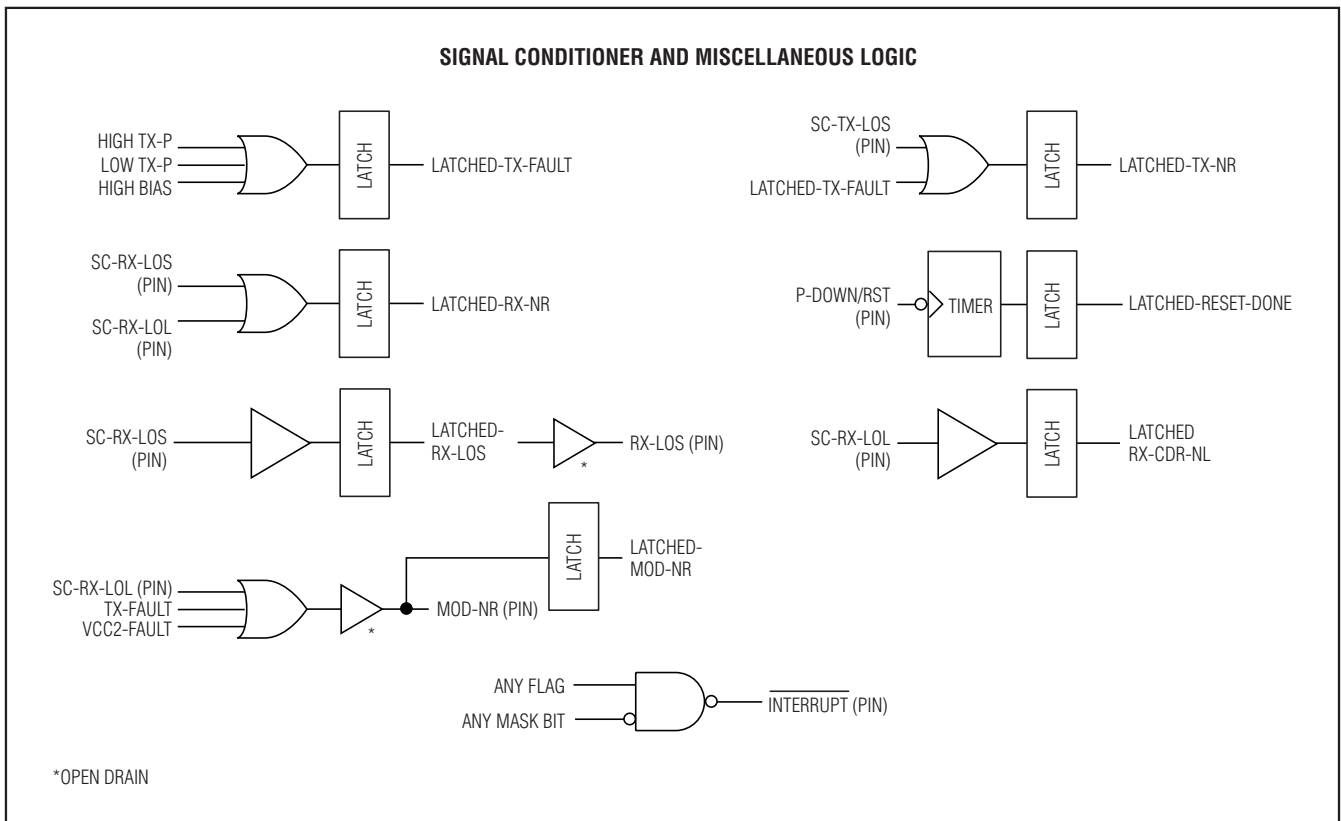 SIGNAL CONDITIONER AND MISCELLANEOUS LOGIC
HIGH TX-P
LOW TX-P
HIGH BIAS
LATCH
LATCHED-TX-FAULT
SC-TX-LOS
(PIN)
LATCHED-TX-FAULT
LATCH
LATCHED-TX-NR
SC-RX-LOS
(PIN)
SC-RX-LOL
(PIN)
LATCH
LATCHED-RX-NR
P-DOWN/RST
(PIN)
TIMER
LATCH
LATCHED-RESET-DONE
SC-RX-LOS
(PIN)
LATCH
LATCHED-
RX-LOS
*
RX-LOS (PIN)
SC-RX-LOL
(PIN)
LATCH
LATCHED
RX-CDR-NL
SC-RX-LOL (PIN)
TX-FAULT
VCC2-FAULT
*
MOD-NR (PIN)
LATCH
LATCHED-
MOD-NR
ANY FLAG
ANY MASK BIT
INTERRUPT (PIN)
*OPEN DRAIN